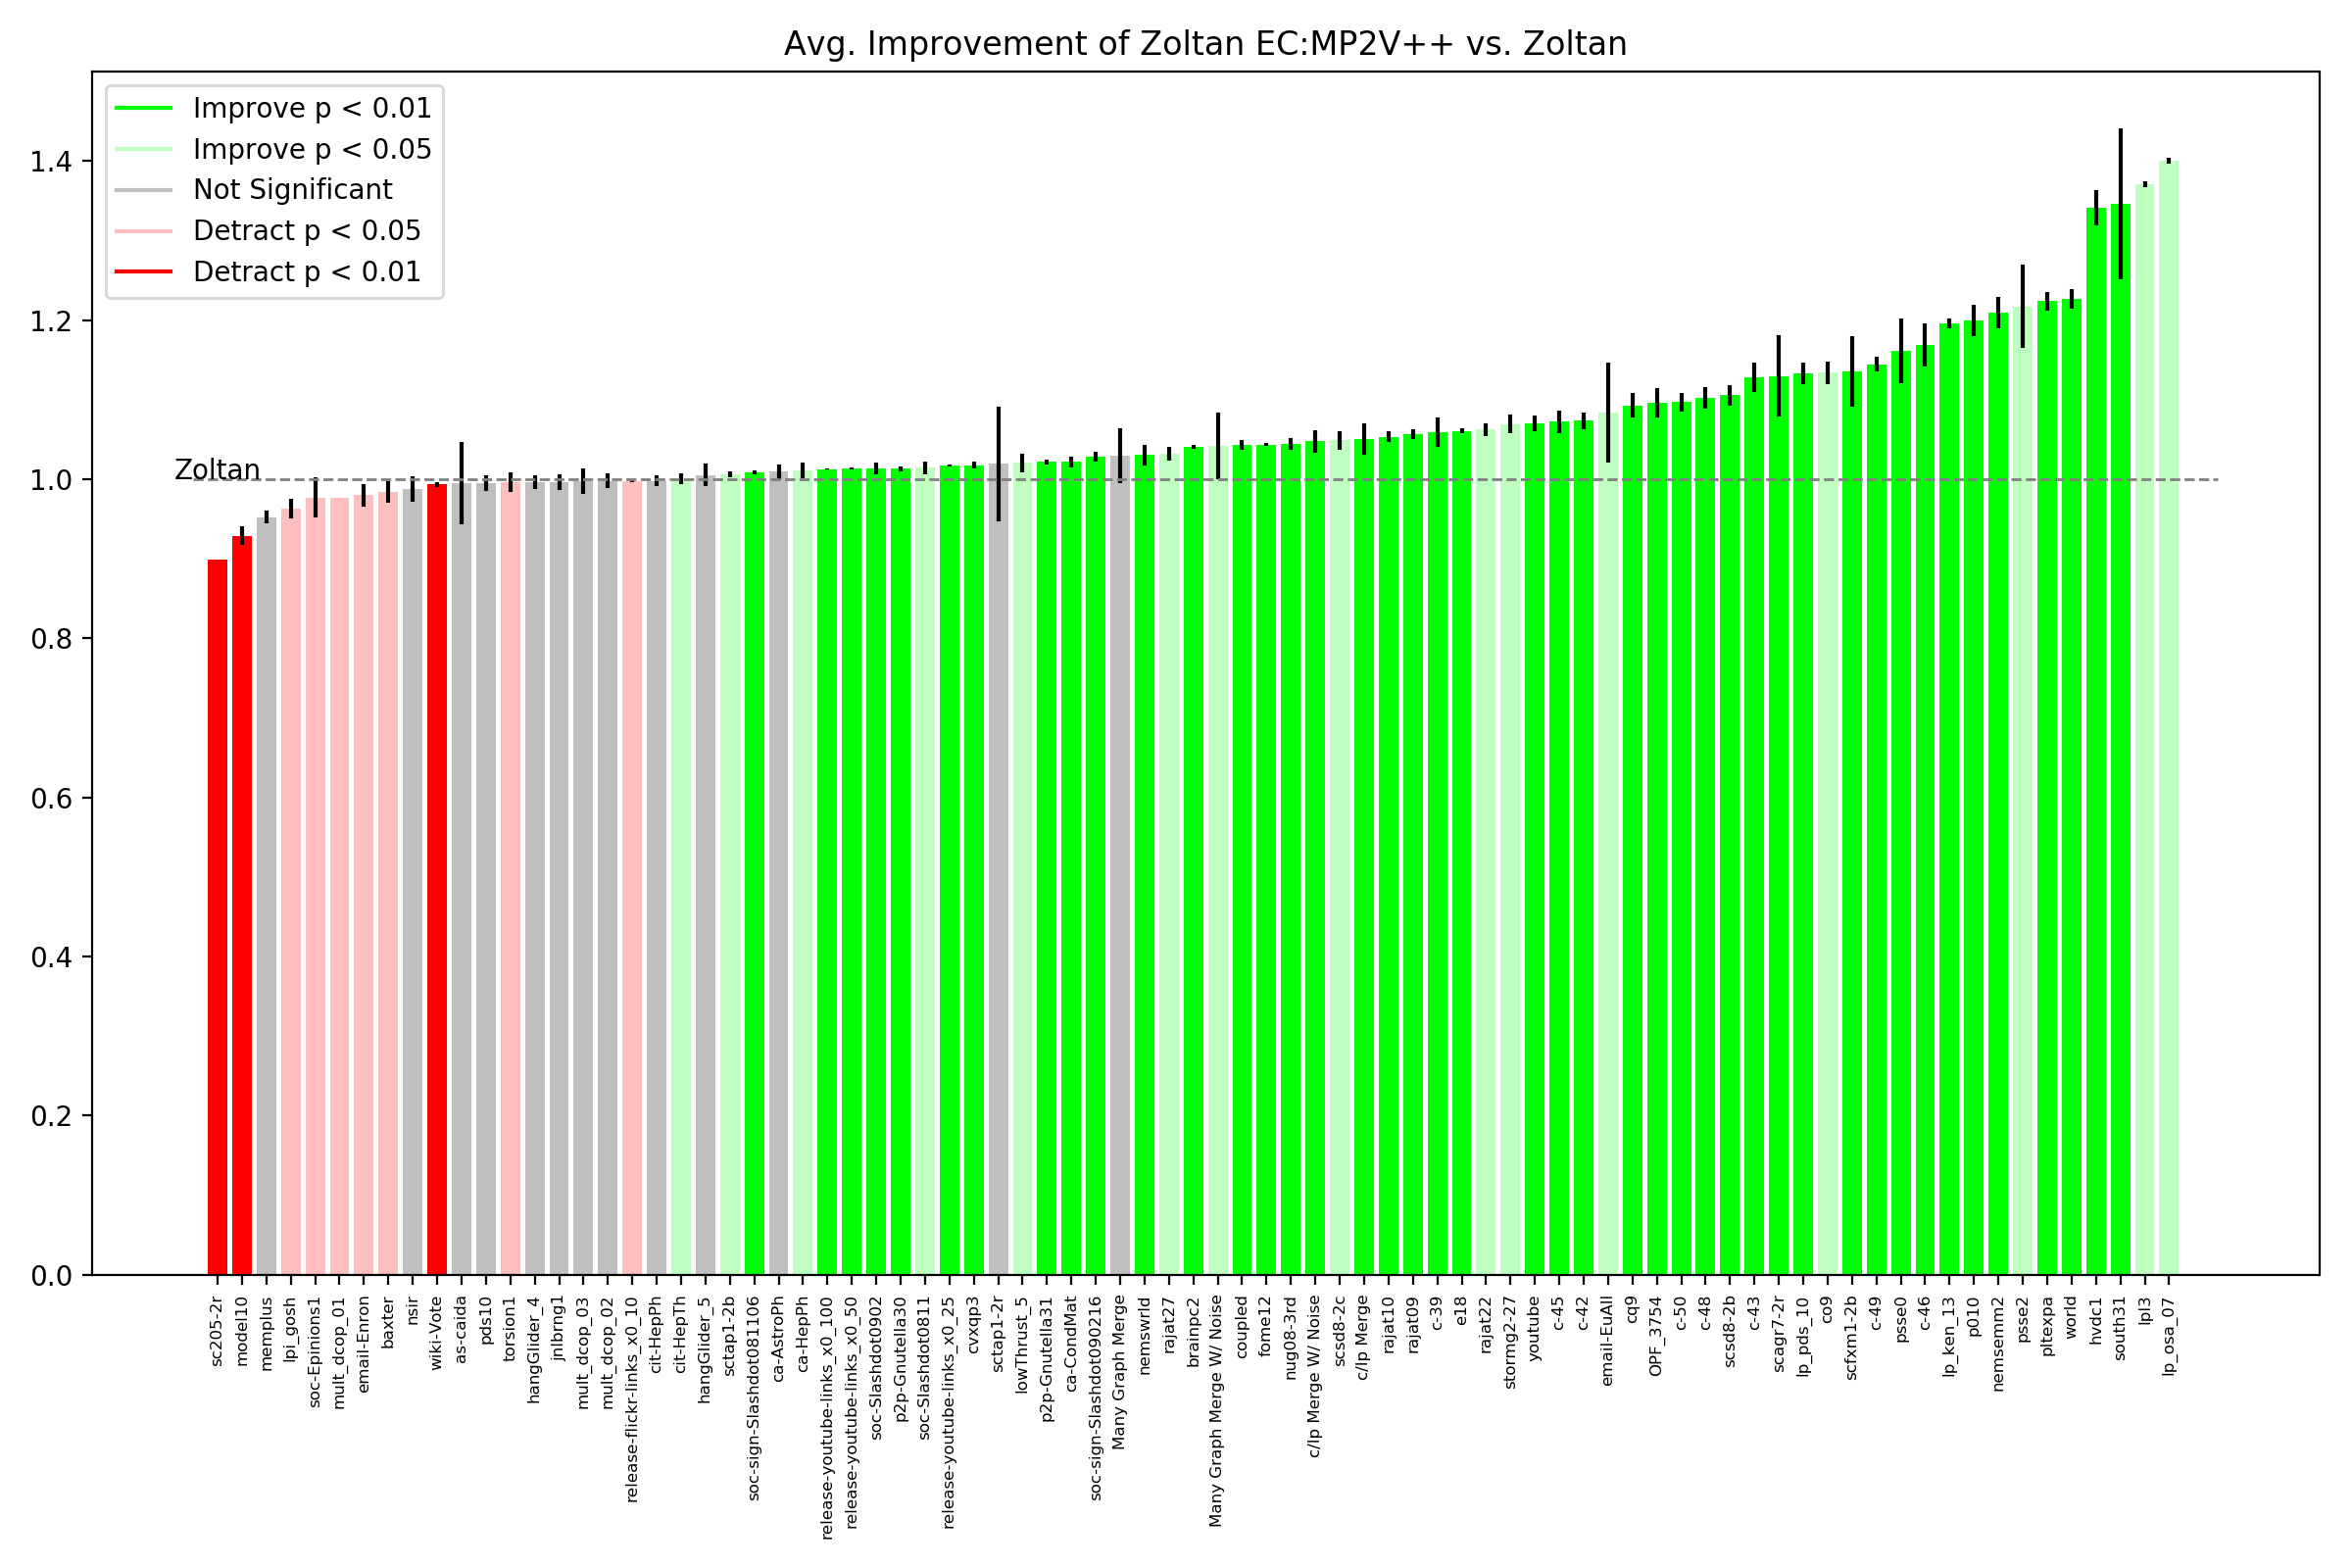 Avg. Improvement of Zoltan EC:MP2V++ vs. Zoltan
Improve p < 0.01
Improve p < 0.05
Not Significant
Detract p < 0.05
Detract p < 0.01
1.4
1.2
1.0
0.8
0.6
0.4
0.2
0.0
Zoltan
sc205-2r
model10
memplus
lpi_gosh
soc-Epinions1
mult_dcop_01
email-Enron
baxter
nsir
wiki-Vote
as-caida
pds10
torsion1
hangGlider_4
jnlbrng1
mult_dcop_03
mult_dcop_02
release-flickr-links_x0_10
cit-HepPh
cit-HepTh
hangGlider_5
sctap1-2b
soc-sign-Slashdot081106
ca-AstroPh
ca-HepPh
release-youtube-links_x0_100
release-youtube-links_x0_50
soc-Slashdot0902
p2p-Gnutella30
soc-Slashdot0811
release-youtube-links_x0_25
cvxqp3
sctap1-2r
lowThrust_5
p2p-Gnutella31
ca-CondMat
soc-sign-Slashdot090216
Many Graph Merge
nemswrld
rajat27
brainpc2
Many Graph Merge W/ Noise
coupled
fome12
nug08-3rd
c/lp Merge W/ Noise
scsd8-2c
c/lp Merge
rajat10
rajat09
c-39
e18
rajat22
stormg2-27
youtube
c-45
c-42
email-EuAll
cq9
OPF_3754
c-50
c-48
scsd8-2b
c-43
scagr7-2r
lp_pds_10
co9
scfxm1-2b
c-49
psse0
c-46
lp_ken_13
p010
nemsemm2
psse2
pltexpa
world
hvdc1
south31
lpl3
lp_osa_07